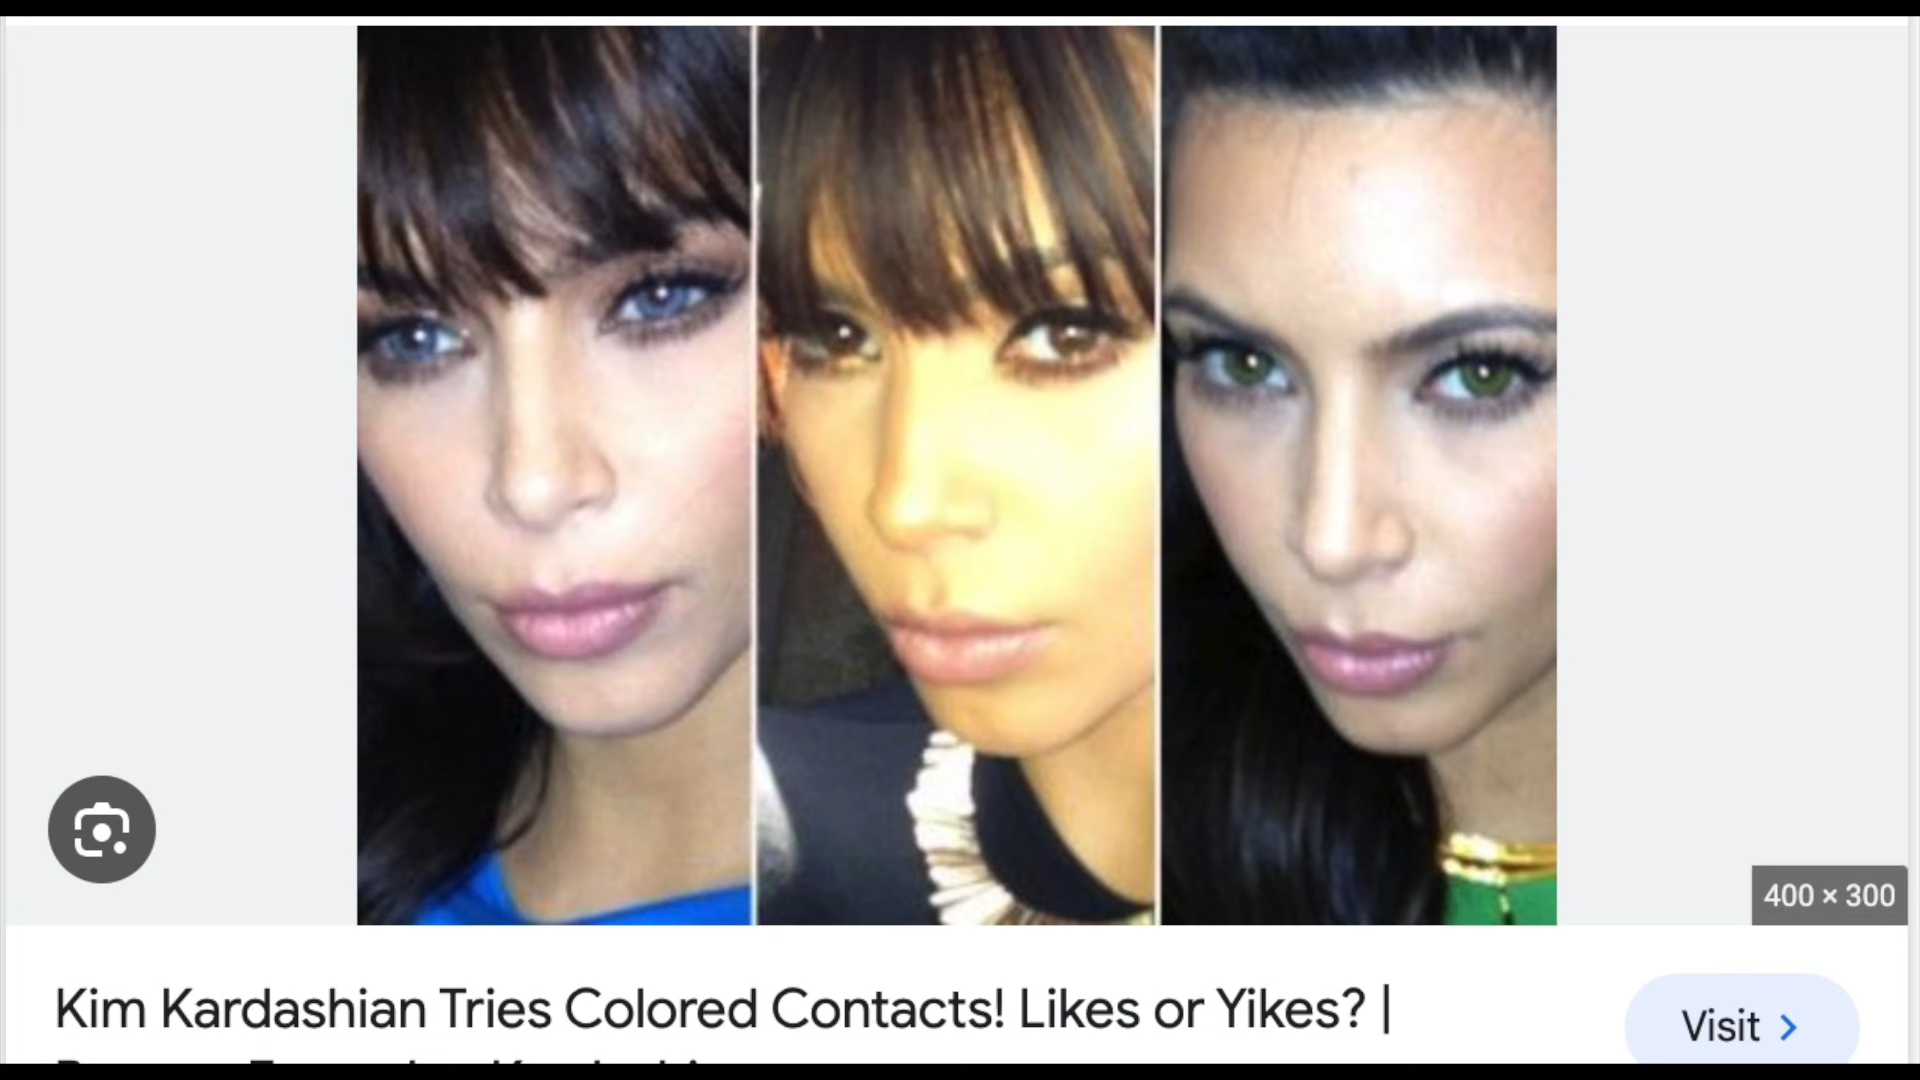 400 × 300
Kim Kardashian Tries Colored Contacts! Likes or Yikes? |
Visit